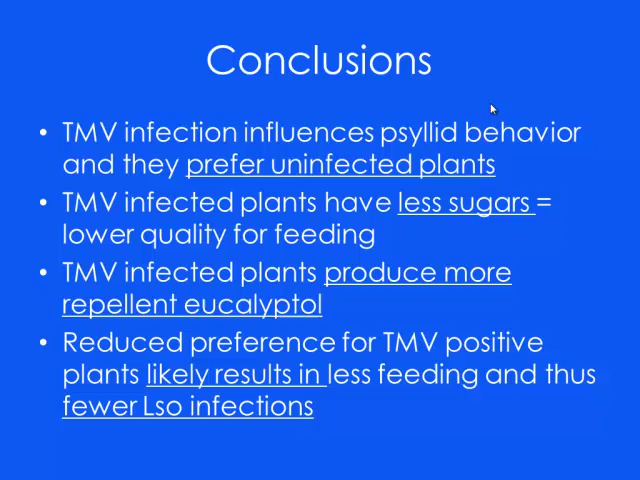 Conclusions
• TMV infection influences psyllid behavior
and they prefer uninfected plants
• TMV infected plants have less sugars =
lower quality for feeding
• TMV infected plants produce more
repellent eucalyptol
• Reduced preference for TMV positive
plants likely results in less feeding and thus
fewer Lso infections